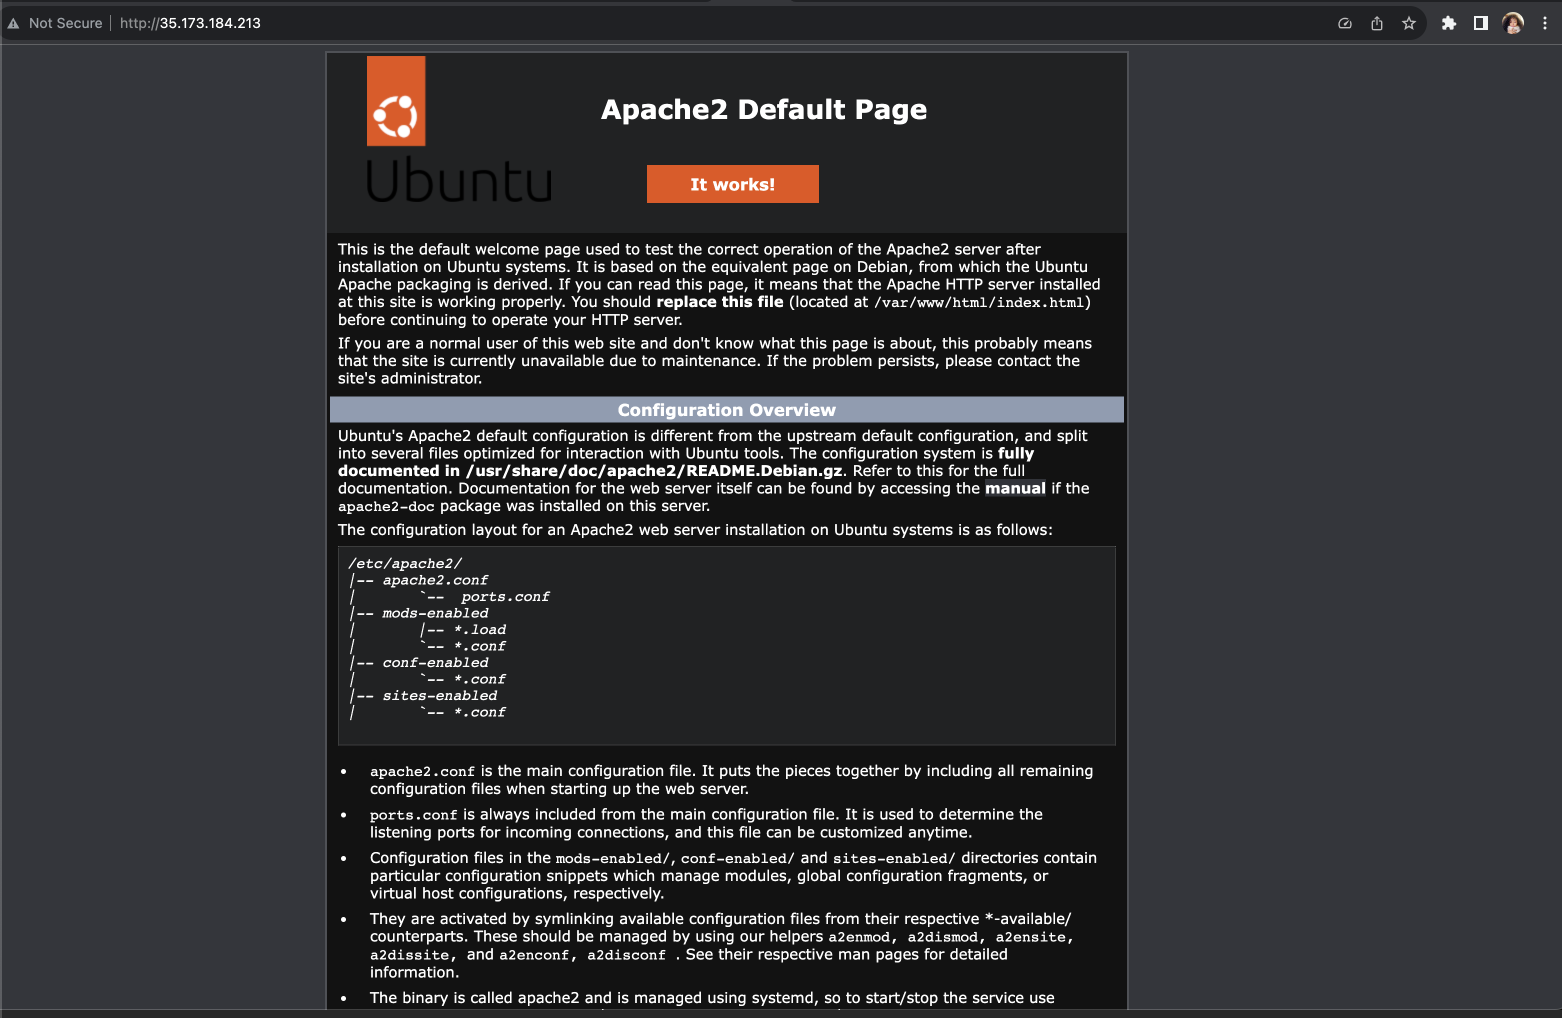 Not Secure | http://35.173.184.213
Apache2 Default Page
Ubuntu
It works!
This is the default welcome page used to test the correct operation of the Apache2 server after
installation on Ubuntu systems. It is based on the equivalent page on Debian, from which the Ubuntu
Apache packaging is derived. If you can read this page, it means that the Apache HTTP server installed
at this site is working properly. You should replace this file (located at /var/www/html/index.html)
before continuing to operate your HTTP server.
If you are a normal user of this web site and don't know what this page is about, this probably means
that the site is currently unavailable due to maintenance. If the problem persists, please contact the
site's administrator.
Configuration Overview
Ubuntu's Apache2 default configuration is different from the upstream default configuration, and split
into several files optimized for interaction with Ubuntu tools. The configuration system is fully
documented in /usr/share/doc/apache2/README.Debian.gz. Refer to this for the full
documentation. Documentation for the web server itself can be found by accessing the manual if the
apache2-doc package was installed on this server.
The configuration layout for an Apache2 web server installation on Ubuntu systems is as follows:
/etc/apache2/
|-- apache2.conf
|       `--  ports.conf
|-- mods-enabled
|       |-- *.load
|       `-- *.conf
|-- conf-enabled
|       `-- *.conf
|-- sites-enabled
|       `-- *.conf
• apache2.conf is the main configuration file. It puts the pieces together by including all remaining
configuration files when starting up the web server.
• ports.conf is always included from the main configuration file. It is used to determine the
listening ports for incoming connections, and this file can be customized anytime.
• Configuration files in the mods-enabled/, conf-enabled/ and sites-enabled/ directories contain
particular configuration snippets which manage modules, global configuration fragments, or
virtual host configurations, respectively.
• They are activated by symlinking available configuration files from their respective *-available/
counterparts. These should be managed by using our helpers a2enmod, a2dismod, a2ensite,
a2dissite, and a2enconf, a2disconf . See their respective man pages for detailed
information.
• The binary is called apache2 and is managed using systemd, so to start/stop the service use